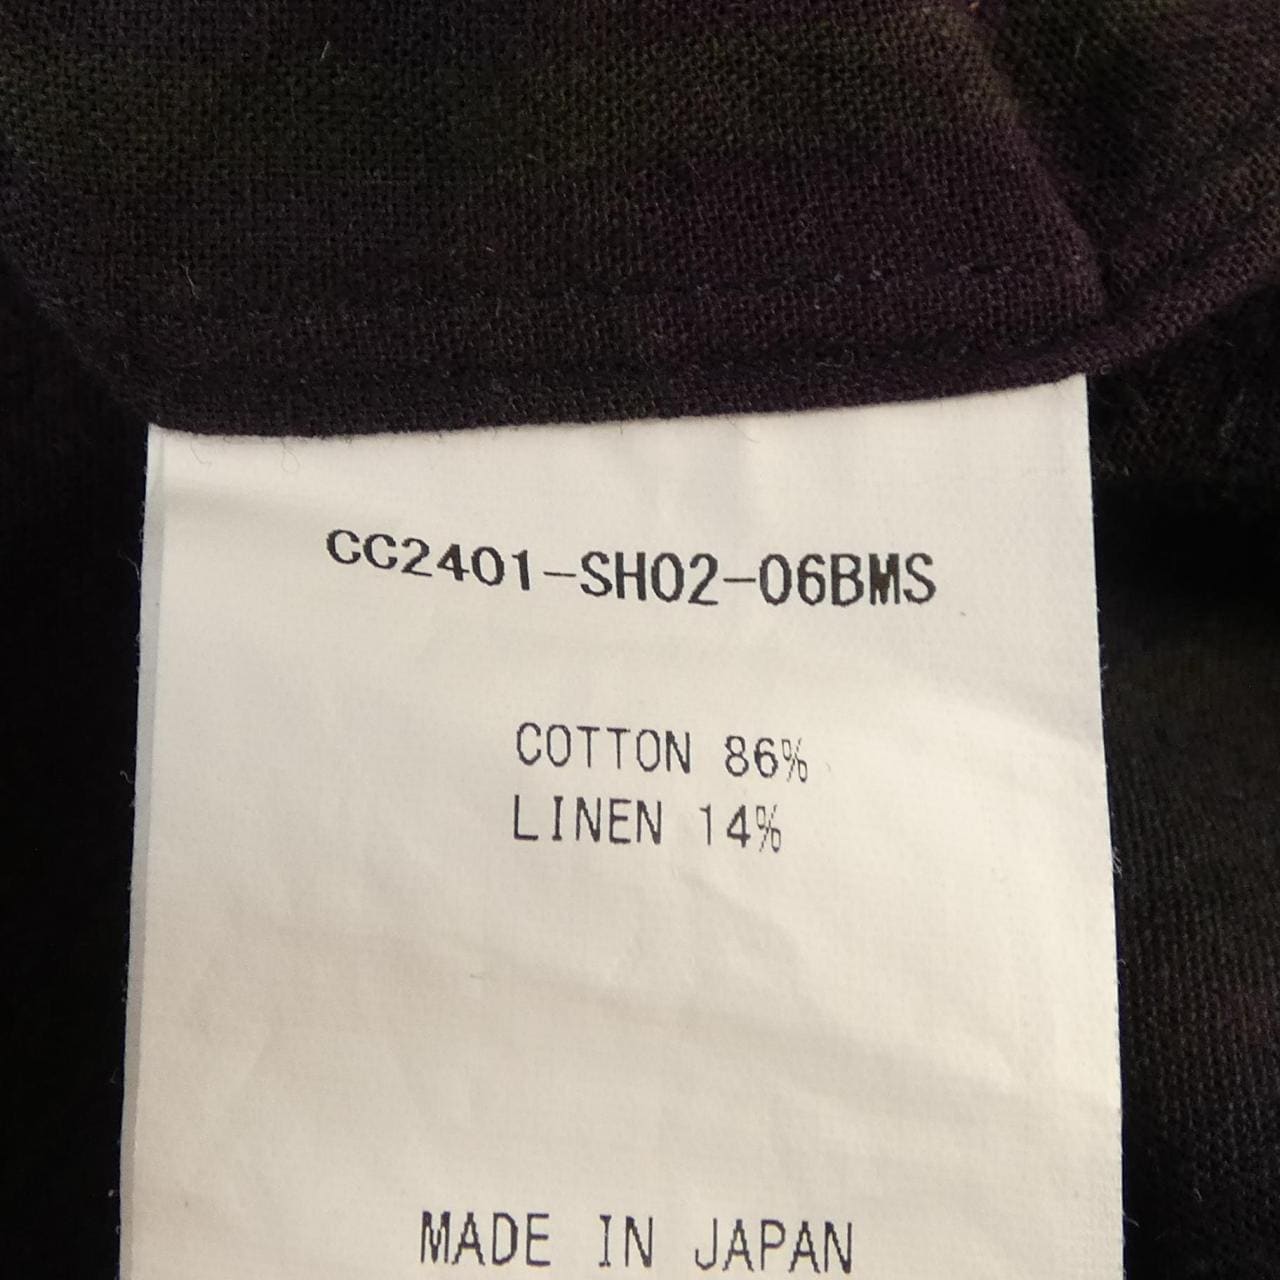 CC2401-SH02-06BMS
COTTON 86%
LINEN 14%
MADE IN JAPAN